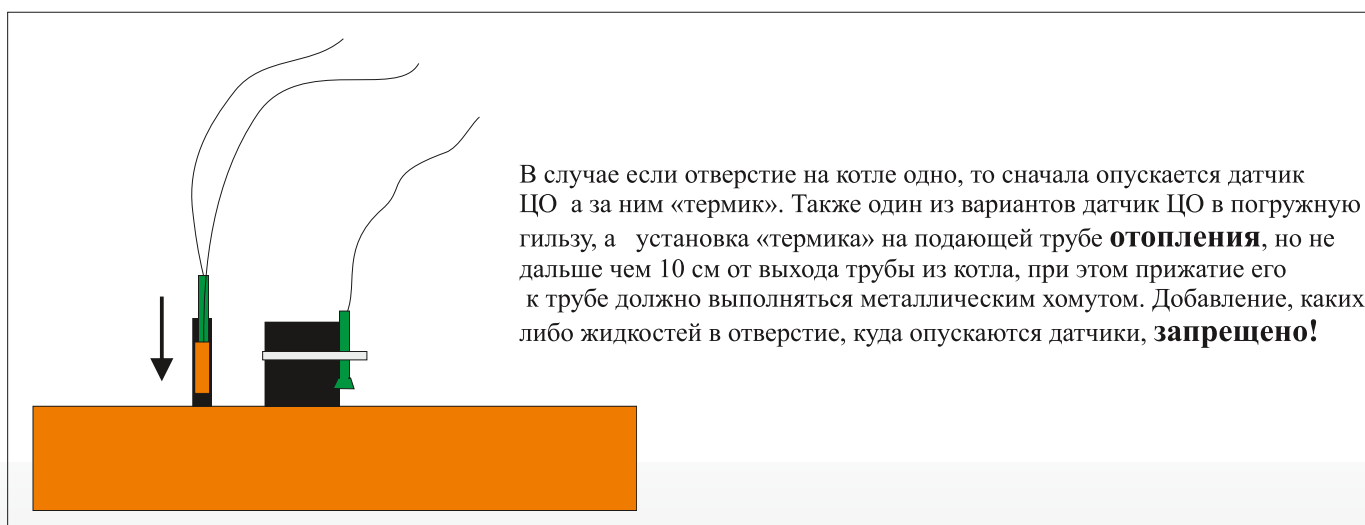 В случае если отверстие на котле одно, то сначала опускается датчик
ЦО а за ним «термик». Также один из вариантов датчик ЦО в погружную
гильзу, а установка «термика» на подающей трубе отопления, но не
дальше чем 10 см от выхода трубы из котла, при этом прижатие его
к трубе должно выполняться металлическим хомутом. Добавление, каких
либо жидкостей в отверстие, куда опускаются датчики, запрещено!